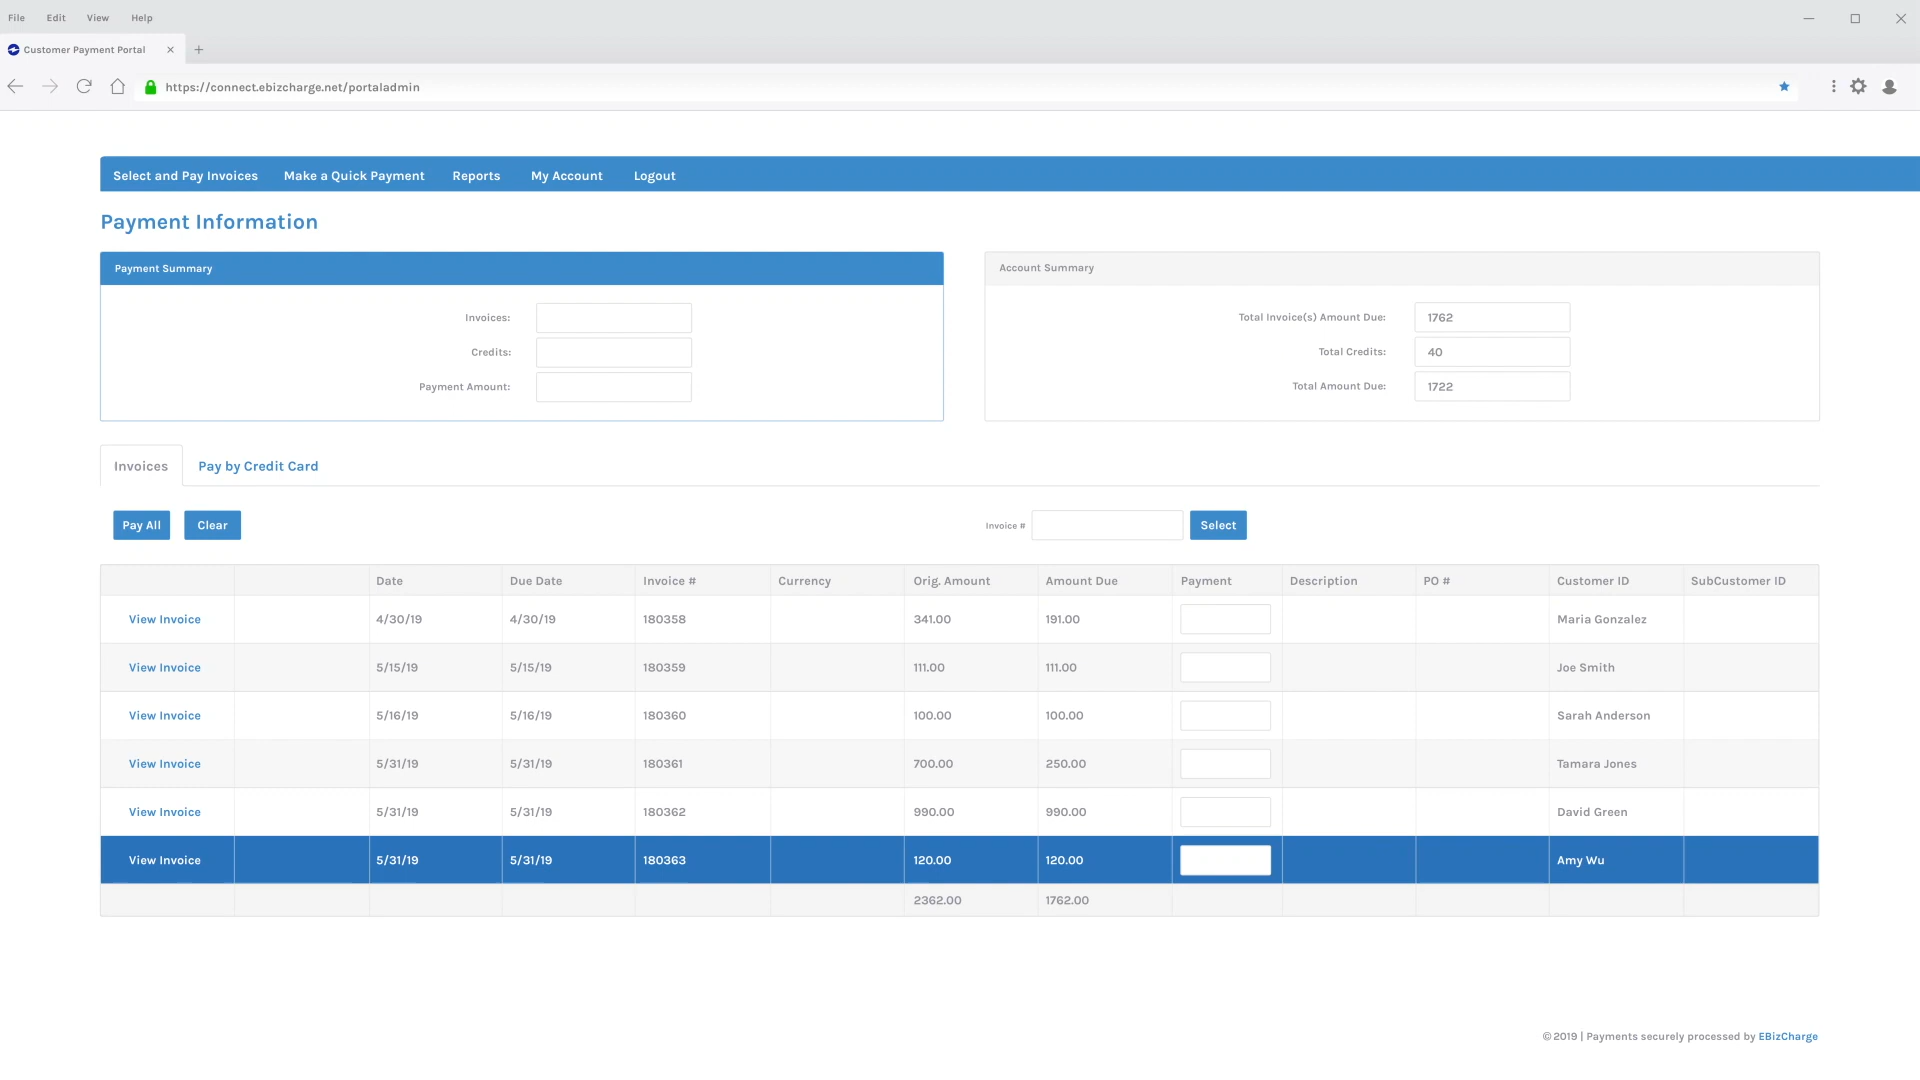 File Edit View Help
Customer Payment Portal
https://connect.ebizcharge.net/portaladmin
Select and Pay Invoices Make a Quick Payment Reports My Account Logout
Payment Information
Payment Summary
Invoices:
Credits:
Payment Amount:
Account Summary
Total Invoice(s) Amount Due: 1762
Total Credits: 40
Total Amount Due: 1722
Invoices Pay by Credit Card
Pay All Clear Invoice # Select
Date Due Date Invoice # Currency Orig. Amount Amount Due Payment Description PO # Customer ID SubCustomer ID
View Invoice 4/30/19 4/30/19 180358 341.00 191.00 Maria Gonzalez
View Invoice 5/15/19 5/15/19 180359 111.00 111.00 Joe Smith
View Invoice 5/16/19 5/16/19 180360 100.00 100.00 Sarah Anderson
View Invoice 5/31/19 5/31/19 180361 700.00 250.00 Tamara Jones
View Invoice 5/31/19 5/31/19 180362 990.00 990.00 David Green
View Invoice 5/31/19 5/31/19 180363 120.00 120.00 Amy Wu
2362.00 1762.00
© 2019 | Payments securely processed by EBizCharge